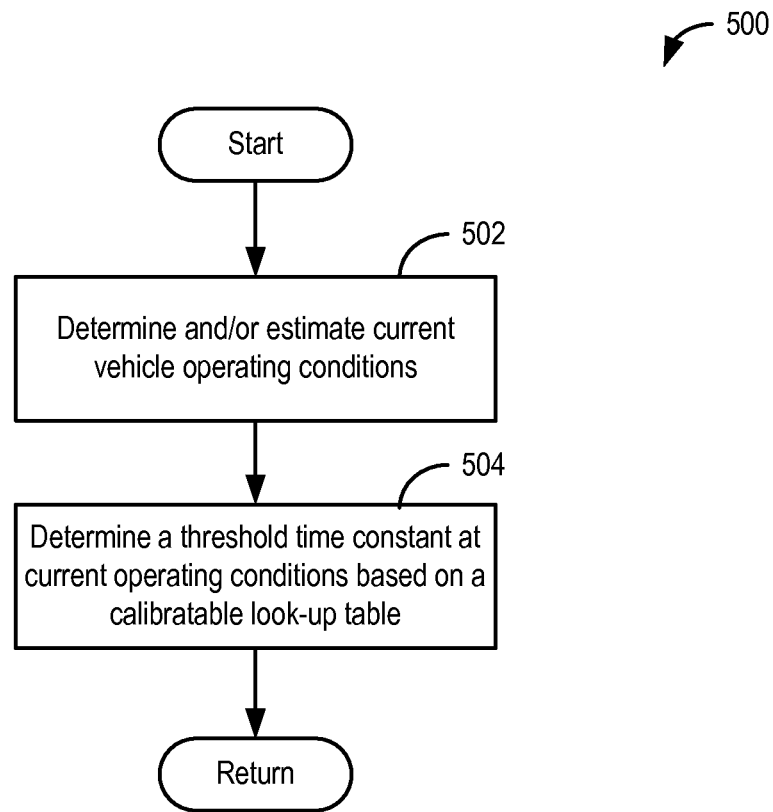 500
Start
502
Determine and/or estimate current
vehicle operating conditions
504
Determine a threshold time constant at
current operating conditions based on a
calibratable look-up table
Return